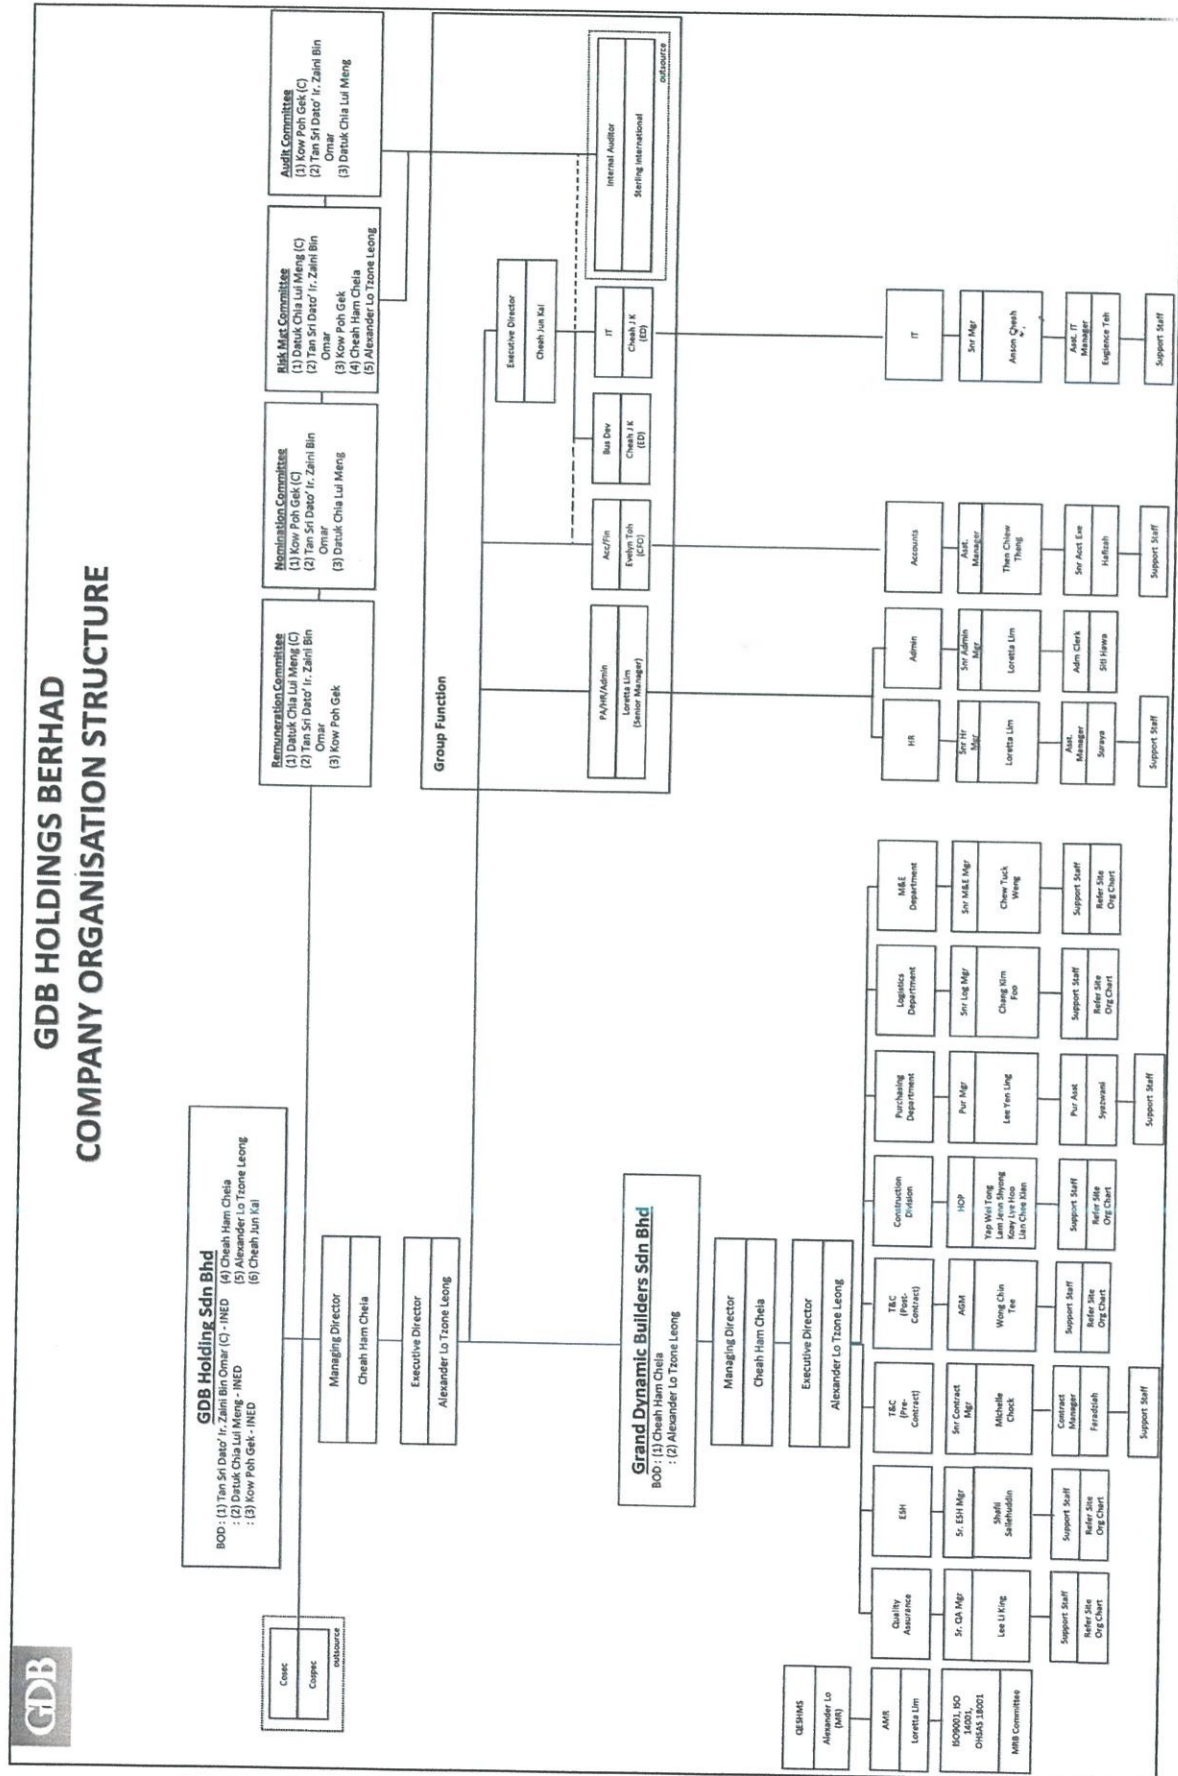 GDB
GDB HOLDINGS BERHAD
COMPANY ORGANISATION STRUCTURE
GDB Holding Sdn Bhd
BOD : (1) Tan Sri Dato' Ir. Zaini Bin Omar (C) - INED (4) Cheah Ham Cheia
: (2) Datuk Chia Lui Meng - INED (5) Alexander Lo Tzone Leong
: (3) Kow Poh Gek - INED (6) Cheah Jun Kai
Cosec
Cospec
outsource
Remuneration Committee
(1) Datuk Chia Lui Meng (C)
(2) Tan Sri Dato' Ir. Zaini Bin
Omar
(3) Kow Poh Gek
Nomination Committee
(1) Kow Poh Gek (C)
(2) Tan Sri Dato' Ir. Zaini Bin
Omar
(3) Datuk Chia Lui Meng
Risk Mgt Committee
(1) Datuk Chia Lui Meng (C)
(2) Tan Sri Dato' Ir. Zaini Bin
Omar
(3) Kow Poh Gek
(4) Cheah Ham Cheia
(5) Alexander Lo Tzone Leong
Audit Committee
(1) Kow Poh Gek (C)
(2) Tan Sri Dato' Ir. Zaini Bin
Omar
(3) Datuk Chia Lui Meng
Managing Director
Cheah Ham Cheia
Executive Director
Alexander Lo Tzone Leong
Group Function
Executive Director
Cheah Jun Kai
PA/HR/Admin
Loretta Lim
(Senior Manager)
Acc/Fin
Evelyn Toh
(CFO)
Bus Dev
Cheah J K
(ED)
IT
Cheah J K
(ED)
Internal Auditor
Sterling International
outsource
Grand Dynamic Builders Sdn Bhd
BOD : (1) Cheah Ham Cheia
: (2) Alexander Lo Tzone Leong
Managing Director
Cheah Ham Cheia
Executive Director
Alexander Lo Tzone Leong
QESHMS
Alexander Lo
(MR)
AMR
Loretta Lim
ISO9001, ISO
14001,
OHSAS 18001
MRB Committee
Quality
Assurance
Sr. QA Mgr
Lee Li King
Support Staff
Refer Site
Org Chart
ESH
Sr. ESH Mgr
Shafii
Sallehuddin
Support Staff
Refer Site
Org Chart
T&C
(Pre-
Contract)
Snr Contract
Mgr
Michelle
Chock
Contract
Manager
Feradziah
Support Staff
T&C
(Post-
Contract)
AGM
Wong Chin
Tee
Support Staff
Refer Site
Org Chart
Construction
Division
HOP
Yap Wei Tong
Lam Jenn Shyong
Koay Lye Hoo
Lian Chee Kian
Support Staff
Refer Site
Org Chart
Purchasing
Department
Pur Mgr
Lee Yen Ling
Pur Asst
Syazwani
Support Staff
Logistics
Department
Snr Log Mgr
Chang Kim
Foo
Support Staff
Refer Site
Org Chart
M&E
Department
Snr M&E Mgr
Chew Tuck
Weng
Support Staff
Refer Site
Org Chart
HR
Snr Hr
Mgr
Loretta Lim
Asst.
Manager
Suraya
Support Staff
Admin
Snr Admin
Mgr
Loretta Lim
Adm Clerk
Siti Hawa
Accounts
Asst.
Manager
Then Chiew
Thang
Snr Acct Exe
Hafizah
Support Staff
IT
Snr Mgr
Anson Cheah
Asst. IT
Manager
Euglence Teh
Support Staff